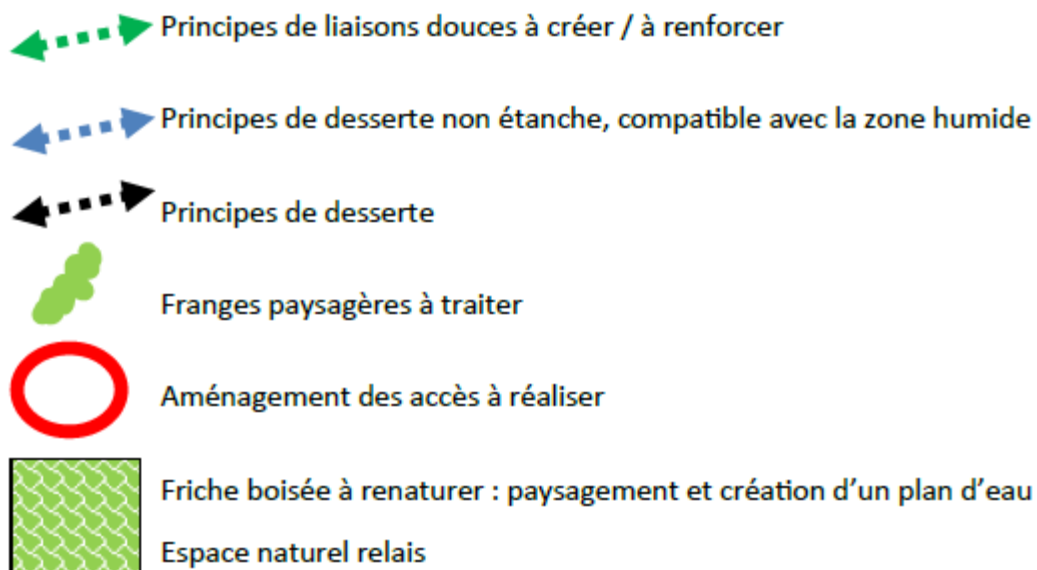 Principes de liaisons douces à créer / à renforcer
Principes de desserte non étanche, compatible avec la zone humide
Principes de desserte
Franges paysagères à traiter
Aménagement des accès à réaliser
Friche boisée à renaturer : paysagement et création d'un plan d'eau
Espace naturel relais